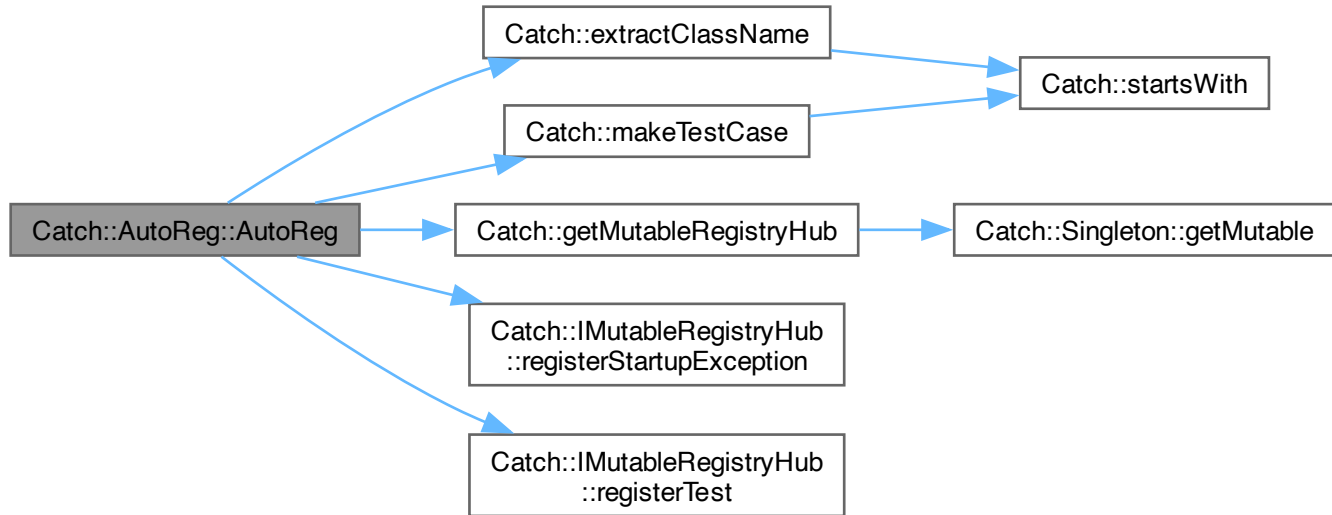 Catch::extractClassName
Catch::startsWith
Catch::makeTestCase
Catch::AutoReg::AutoReg
Catch::getMutableRegistryHub
Catch::Singleton::getMutable
Catch::IMutableRegistryHub
::registerStartupException
Catch::IMutableRegistryHub
::registerTest